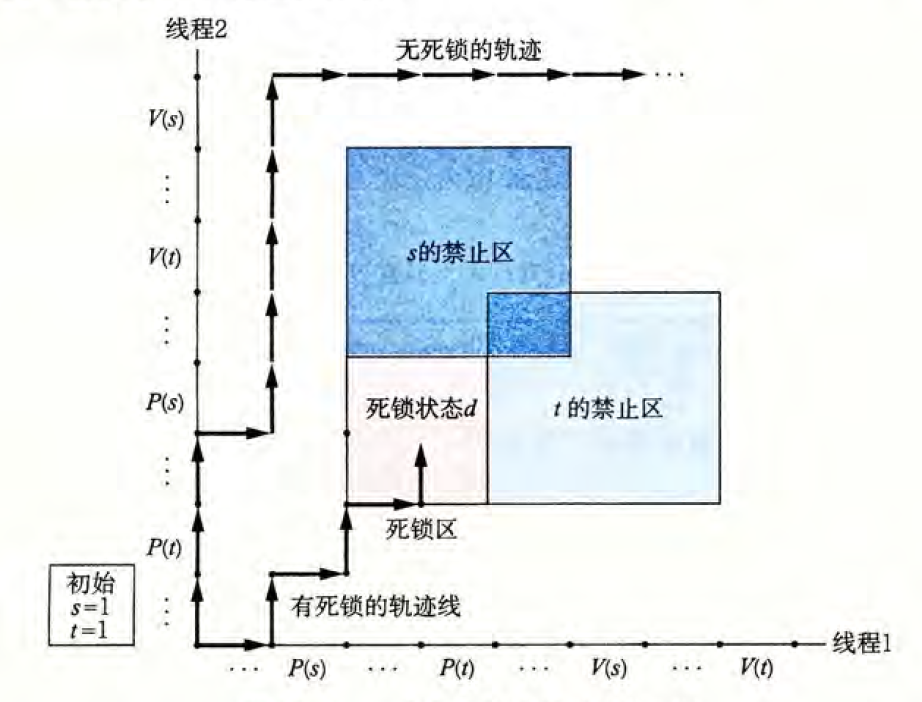 线程2
无死锁的轨迹
...
V(s)
⋮
s的禁止区
V(t)
⋮
P(s)
死锁状态d
t 的禁止区
⋮
死锁区
P(t)
初始
s=1
t=1
⋮
有死锁的轨迹线
线程1
... P(s) ... P(t) ... V(s) ... V(t)